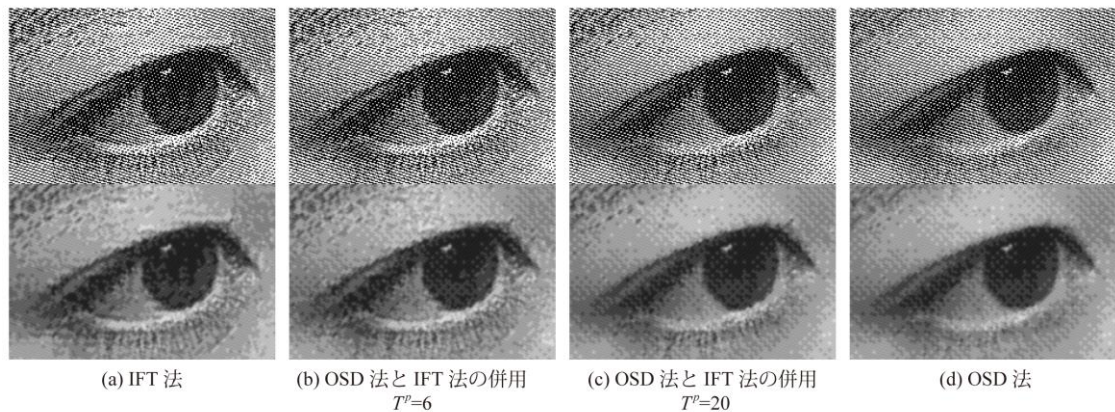 (a) IFT 法
(b) OSD 法と IFT 法の併用
T^p=6
(c) OSD 法と IFT 法の併用
T^p=20
(d) OSD 法